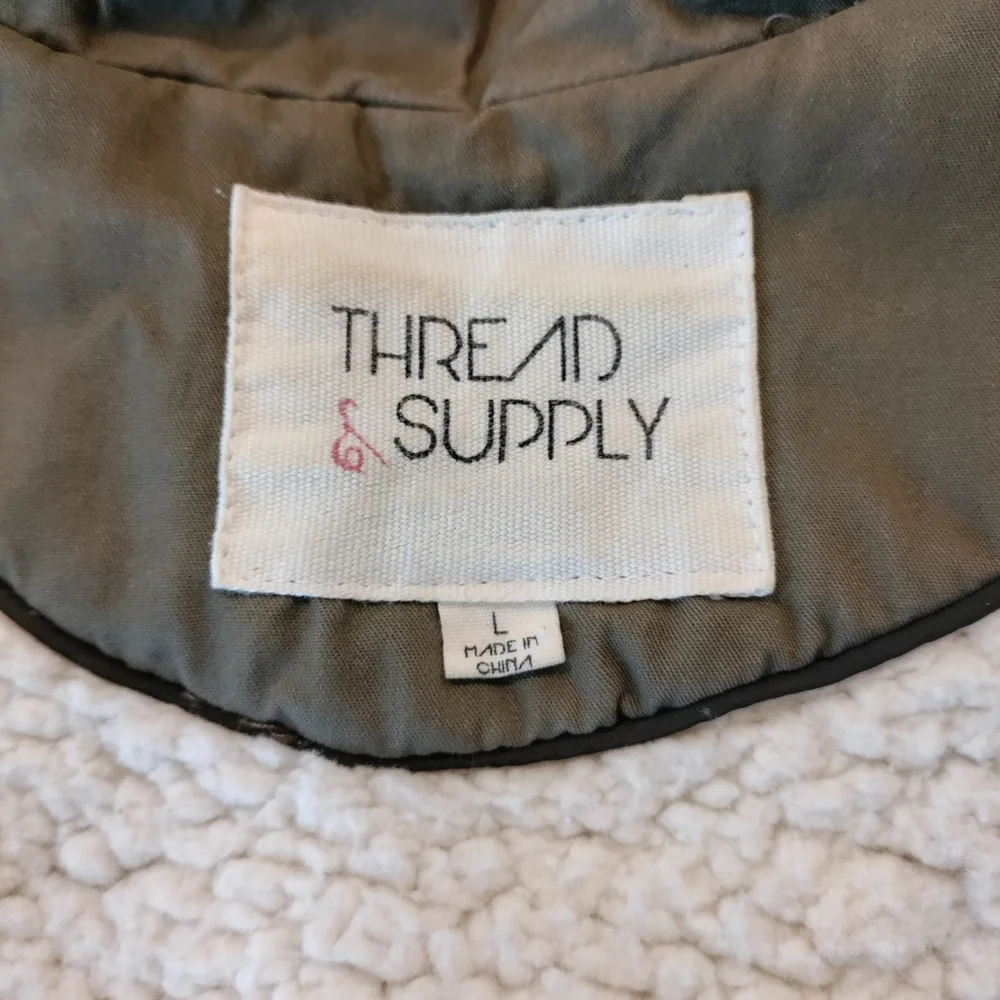 THREAD
& SUPPLY
L
MADE IN
CHINA